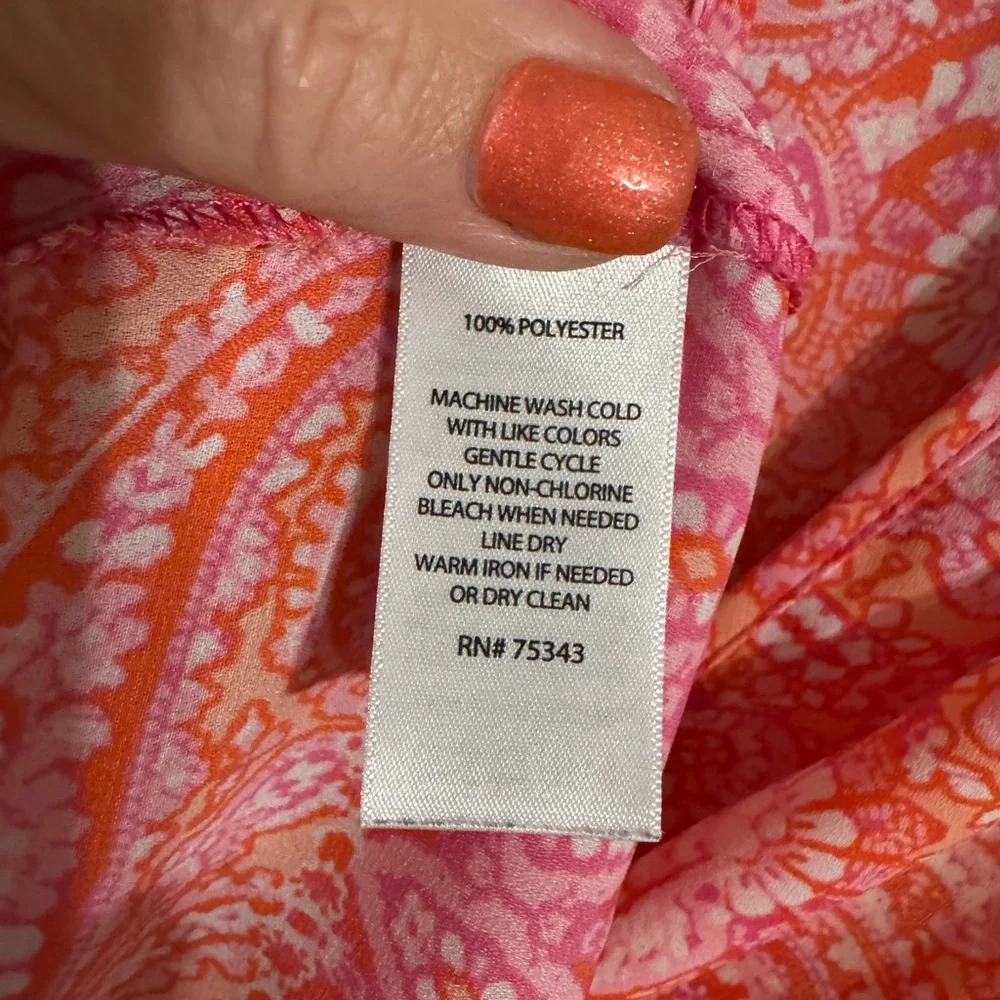 100% POLYESTER
MACHINE WASH COLD
WITH LIKE COLORS
GENTLE CYCLE
ONLY NON-CHLORINE
BLEACH WHEN NEEDED
LINE DRY
WARM IRON IF NEEDED
OR DRY CLEAN
RN# 75343